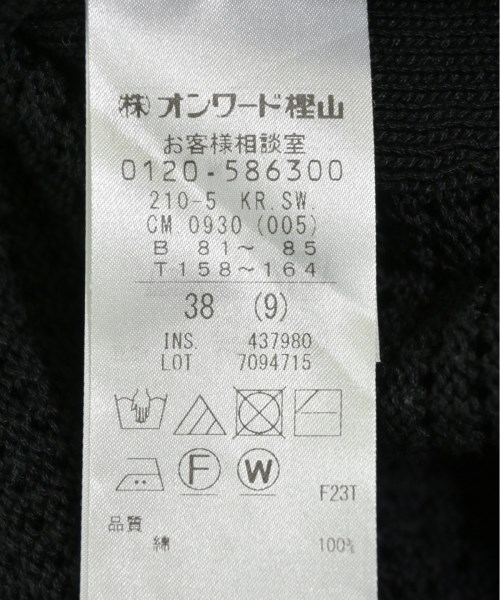 ㈱オンワード樫山
お客様相談室
0120-586300
210-5 KR.SW.
CM 0930 (005)
B 81～ 85
T158～164
38 (9)
INS. 437980
LOT 7094715
F W
F23T
品質
綿 100%